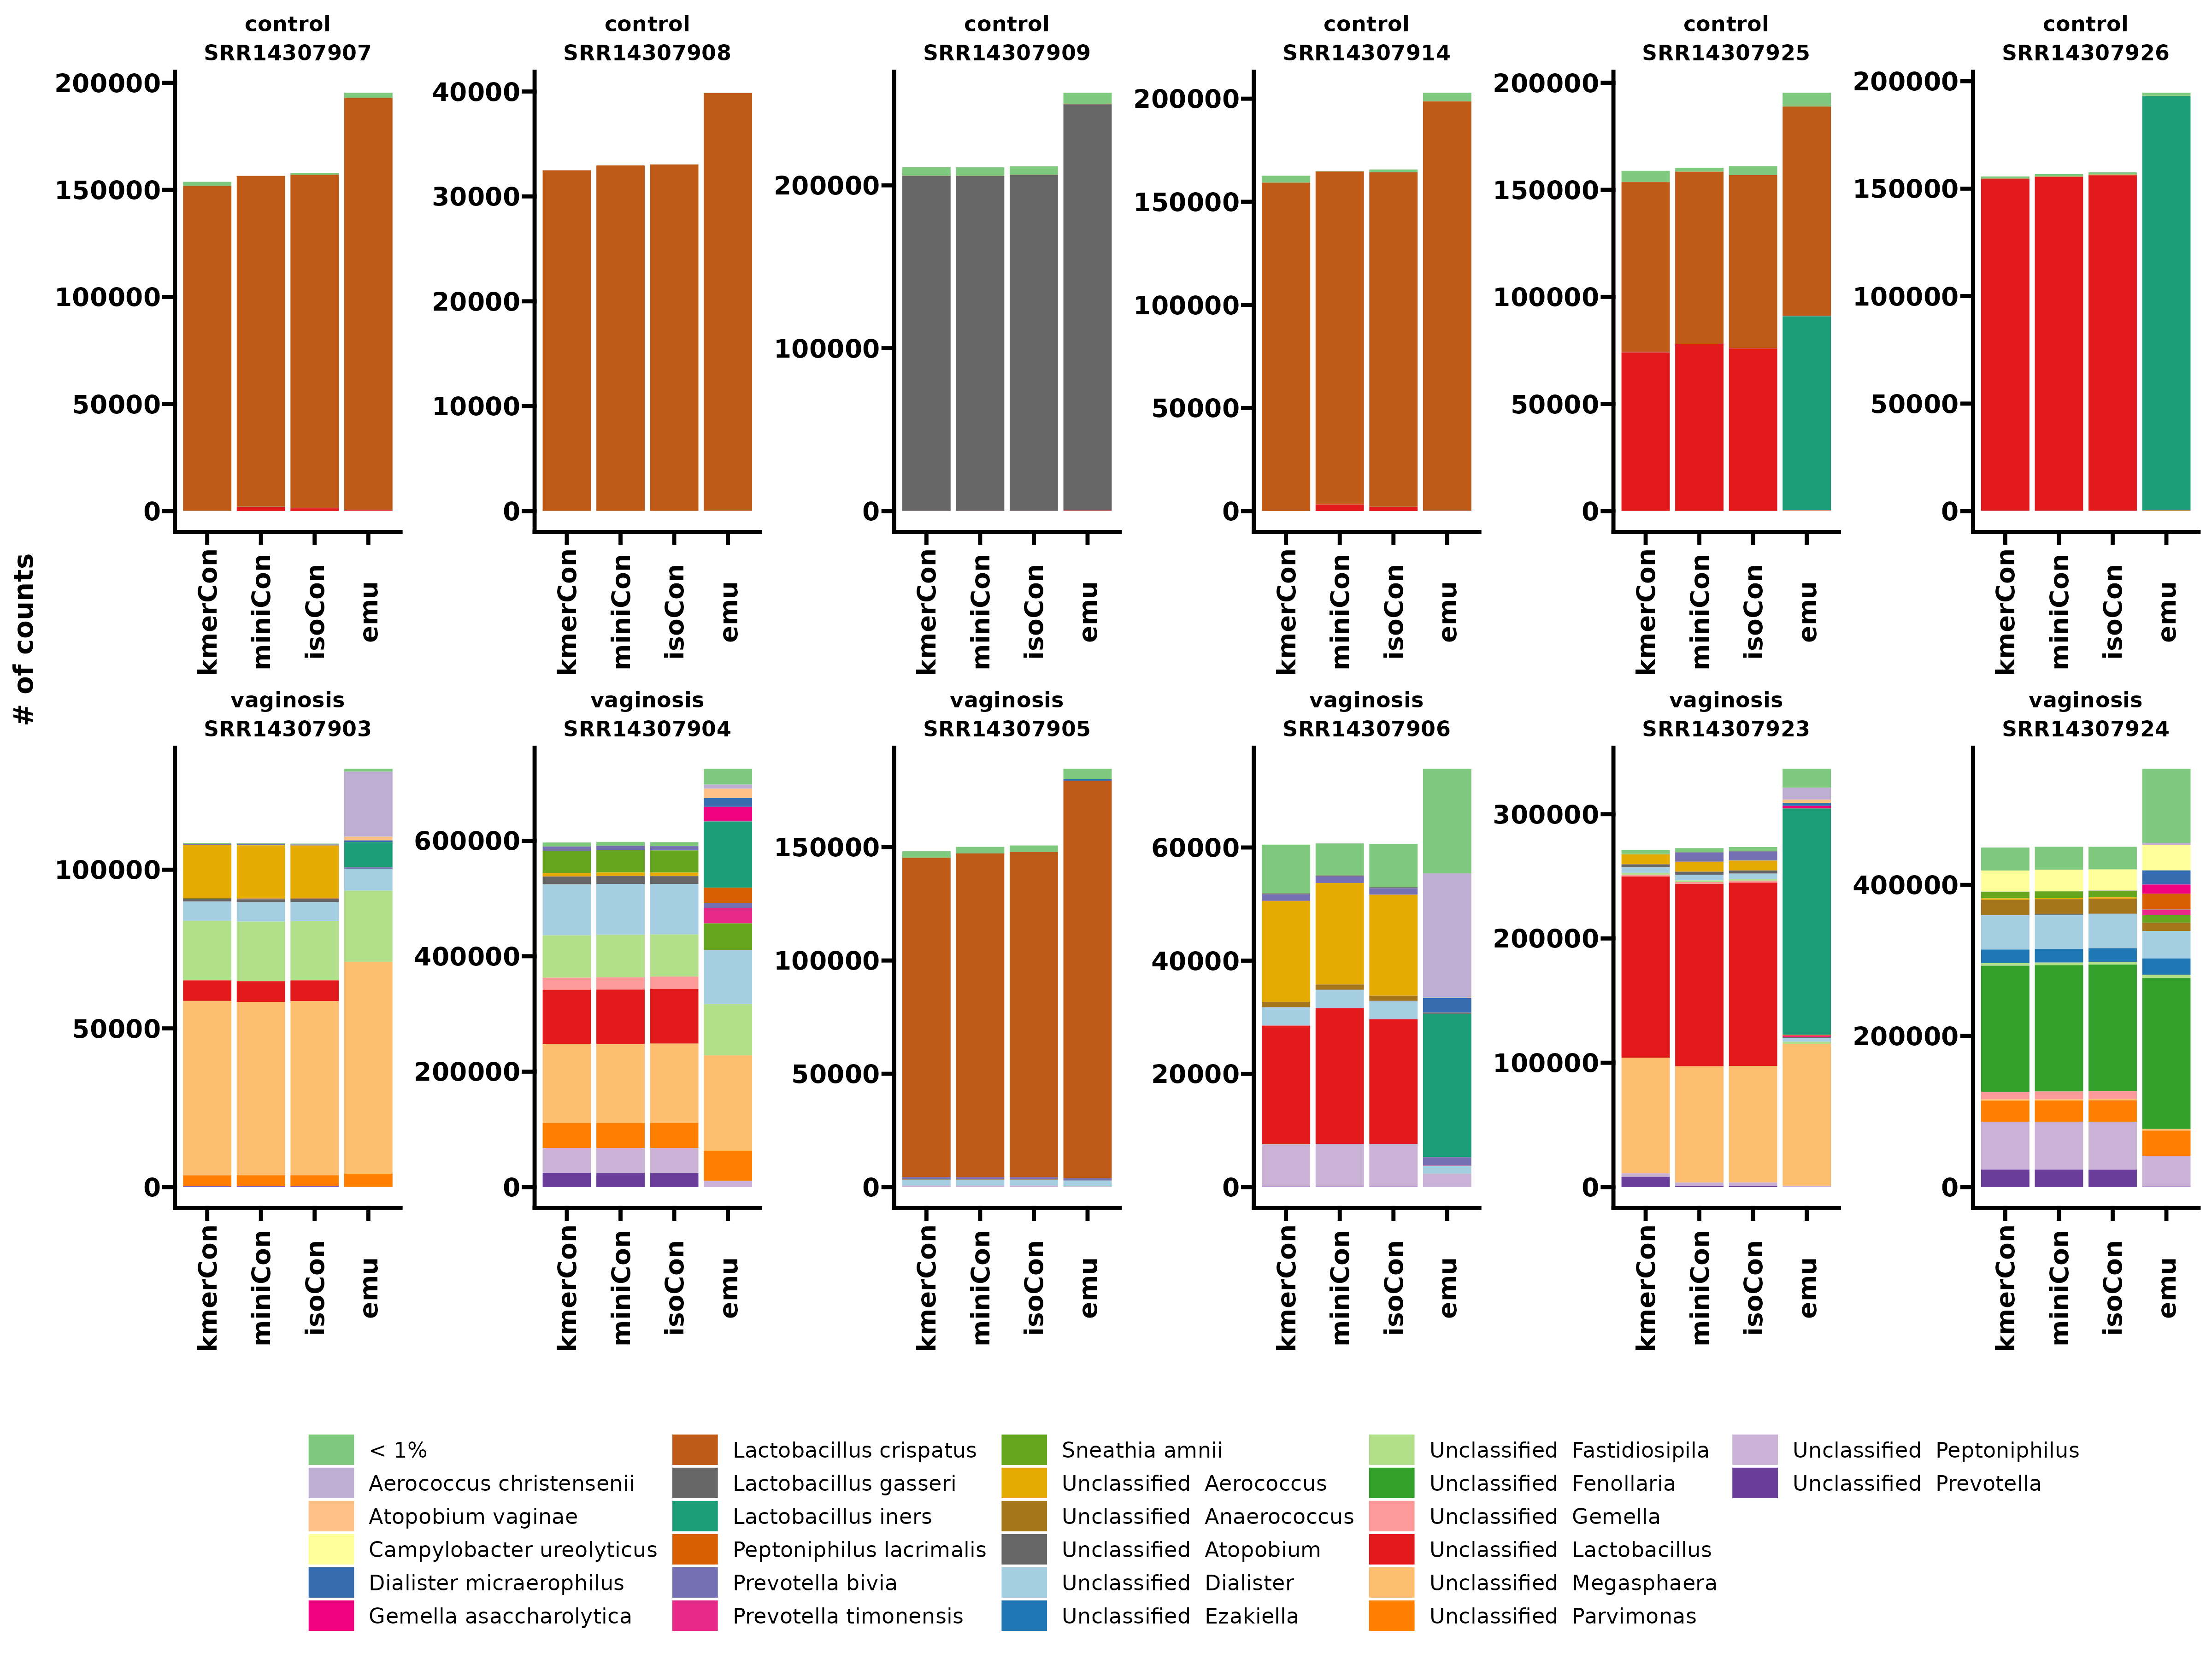 control
SRR14307907
control
SRR14307908
control
SRR14307909
control
SRR14307914
control
SRR14307925
control
SRR14307926
200000
150000
100000
50000
0
40000
30000
20000
10000
0
200000
100000
0
200000
150000
100000
50000
0
200000
150000
100000
50000
0
200000
150000
100000
50000
0
kmerCon
miniCon
isoCon
emu
kmerCon
miniCon
isoCon
emu
kmerCon
miniCon
isoCon
emu
kmerCon
miniCon
isoCon
emu
kmerCon
miniCon
isoCon
emu
kmerCon
miniCon
isoCon
emu
# of counts
vaginosis
SRR14307903
vaginosis
SRR14307904
vaginosis
SRR14307905
vaginosis
SRR14307906
vaginosis
SRR14307923
vaginosis
SRR14307924
100000
50000
0
600000
400000
200000
0
150000
100000
50000
0
60000
40000
20000
0
300000
200000
100000
0
400000
200000
0
kmerCon
miniCon
isoCon
emu
kmerCon
miniCon
isoCon
emu
kmerCon
miniCon
isoCon
emu
kmerCon
miniCon
isoCon
emu
kmerCon
miniCon
isoCon
emu
kmerCon
miniCon
isoCon
emu
< 1%
Aerococcus christensenii
Atopobium vaginae
Campylobacter ureolyticus
Dialister micraerophilus
Gemella asaccharolytica
Lactobacillus crispatus
Lactobacillus gasseri
Lactobacillus iners
Peptoniphilus lacrimalis
Prevotella bivia
Prevotella timonensis
Sneathia amnii
Unclassified Aerococcus
Unclassified Anaerococcus
Unclassified Atopobium
Unclassified Dialister
Unclassified Ezakiella
Unclassified Fastidiosipila
Unclassified Fenollaria
Unclassified Gemella
Unclassified Lactobacillus
Unclassified Megasphaera
Unclassified Parvimonas
Unclassified Peptoniphilus
Unclassified Prevotella